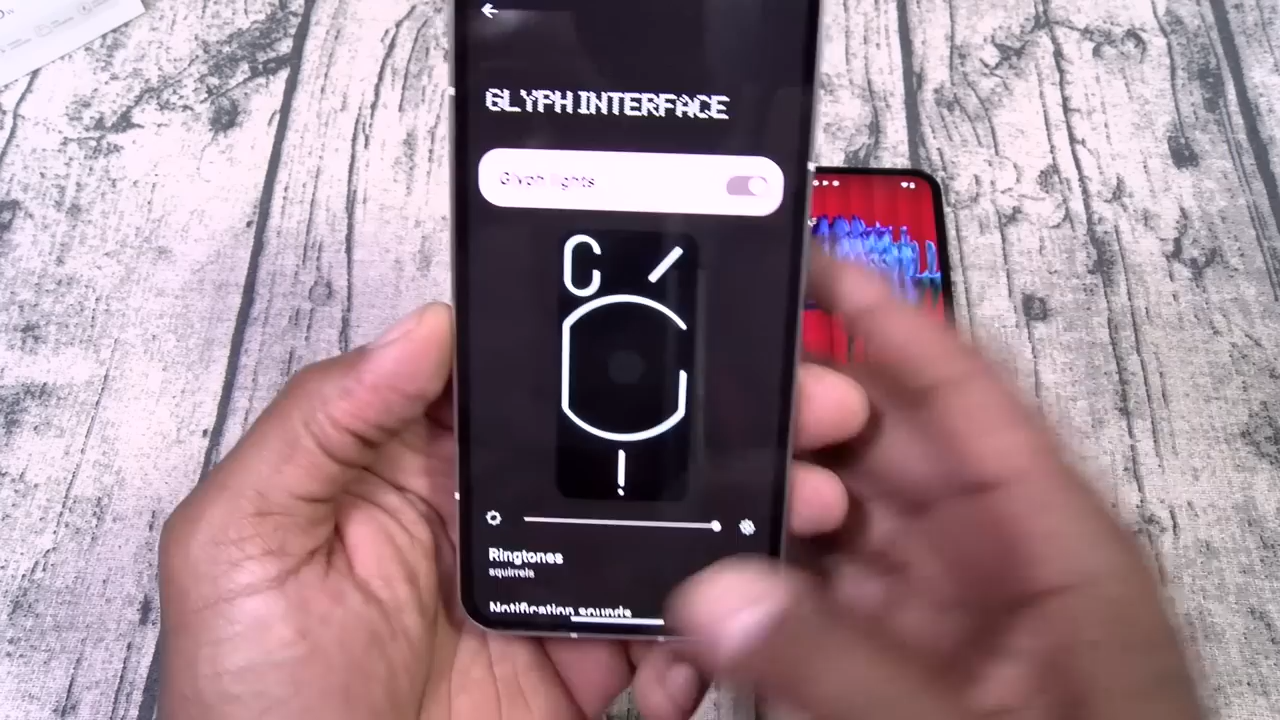 GLYPH INTERFACE
Glyph lights
Ringtones
squirrels
Notification sounds